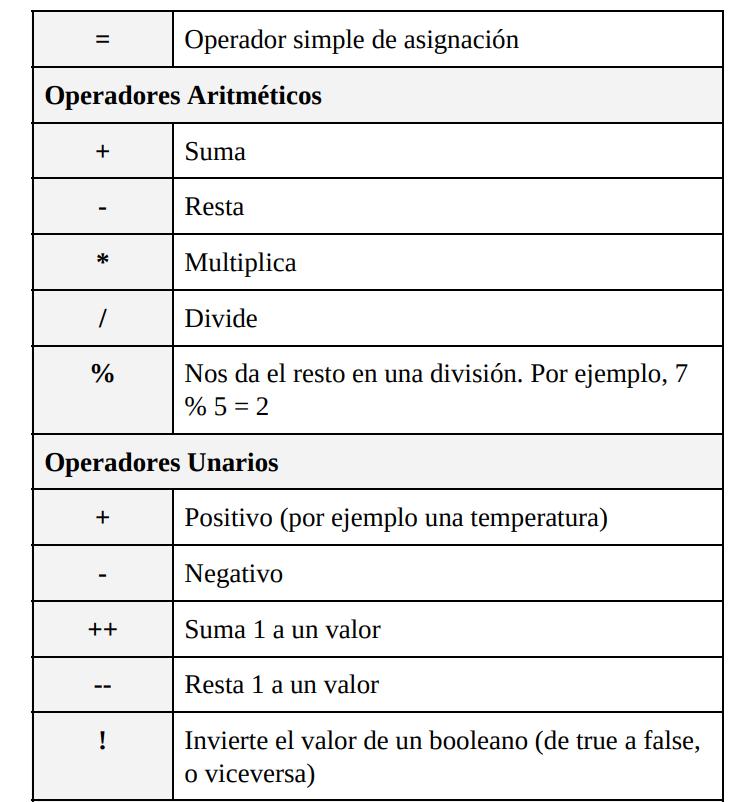 = Operador simple de asignación
Operadores Aritméticos
+ Suma
- Resta
* Multiplica
/ Divide
% Nos da el resto en una división. Por ejemplo, 7
% 5 = 2
Operadores Unarios
+ Positivo (por ejemplo una temperatura)
- Negativo
++ Suma 1 a un valor
-- Resta 1 a un valor
! Invierte el valor de un booleano (de true a false,
o viceversa)